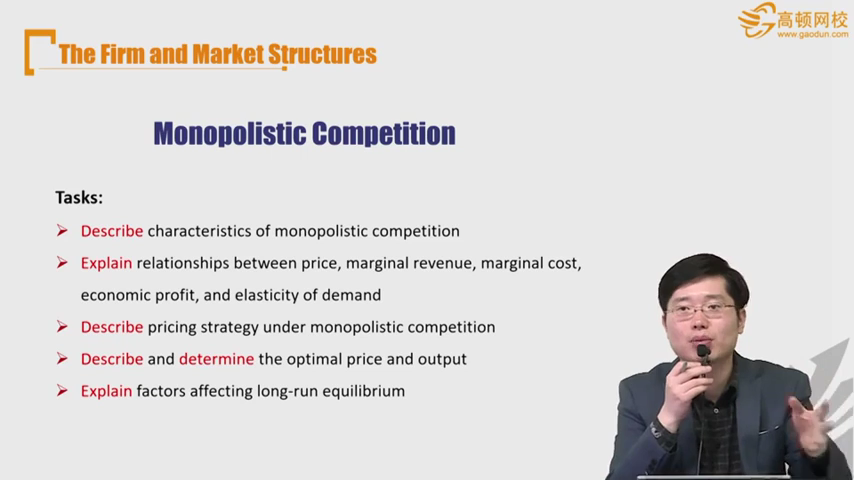 高顿网校
www.gaodun.com
The Firm and Market Structures
Monopolistic Competition
Tasks:
Describe characteristics of monopolistic competition
Explain relationships between price, marginal revenue, marginal cost,
economic profit, and elasticity of demand
Describe pricing strategy under monopolistic competition
Describe and determine the optimal price and output
Explain factors affecting long-run equilibrium